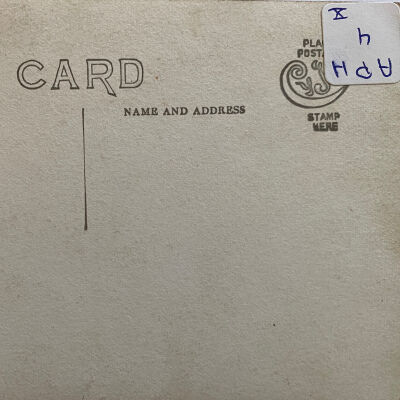 CARD
NAME AND ADDRESS
PLA
POSTA
STAMP
HERE
APH
4
X